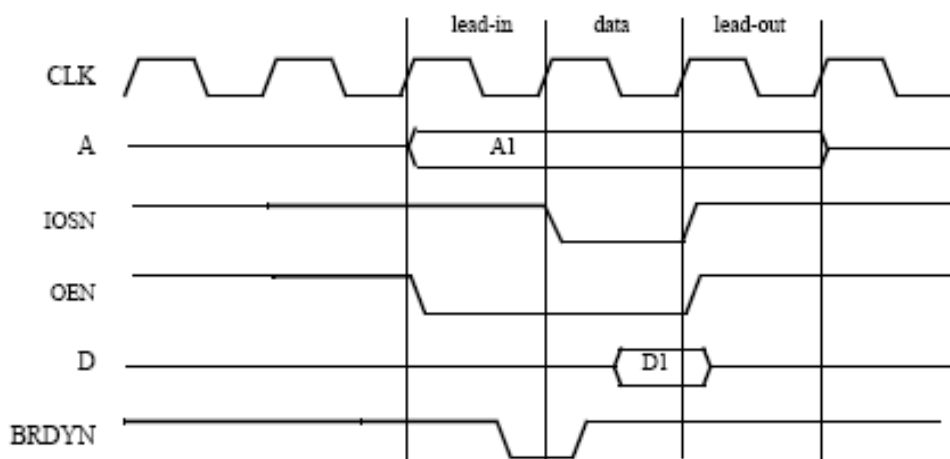 lead-in data lead-out
CLK
A A1
IOSN
OEN
D D1
BRDYN